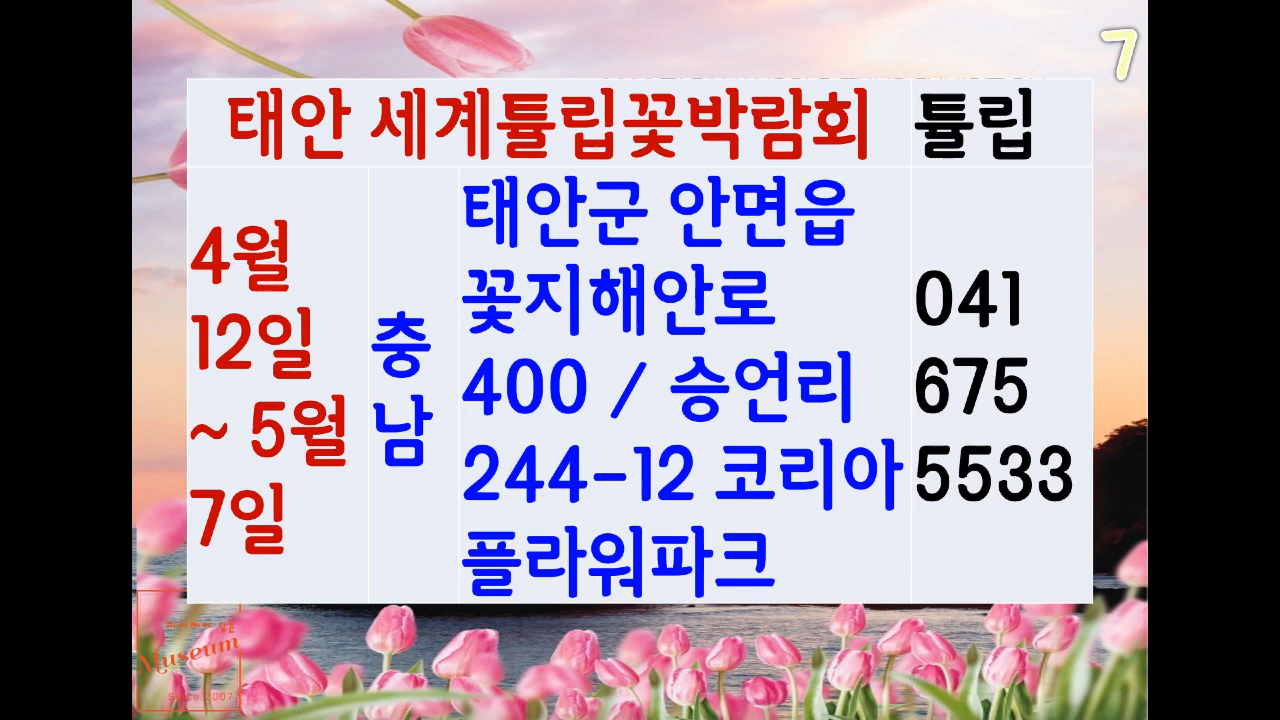 7
태안 세계튤립꽃박람회 튤립
4월
12일
~ 5월
7일
충
남
태안군 안면읍
꽃지해안로
400 / 승언리
244-12 코리아
플라워파크
041
675
5533
Museum
Since 2007